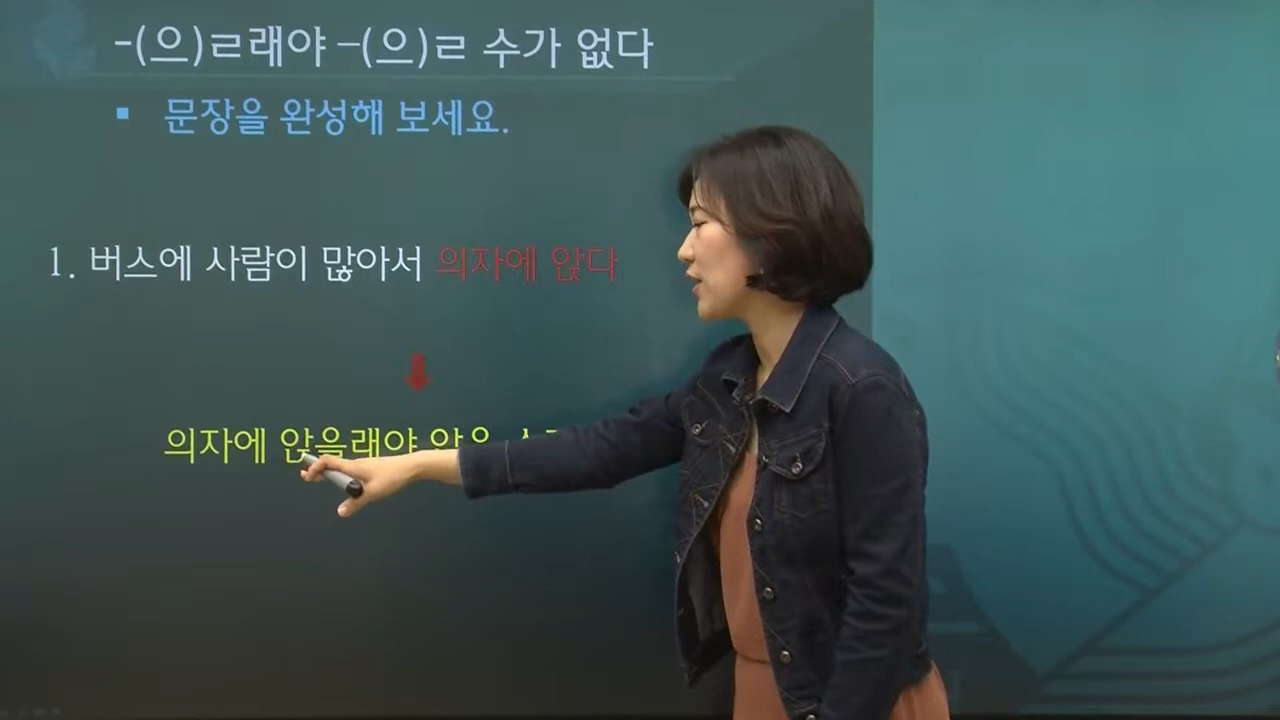 -(으)ㄹ래야 –(으)ㄹ 수가 없다
▪ 문장을 완성해 보세요.
1. 버스에 사람이 많아서 의자에 앉다
의자에 앉을래야